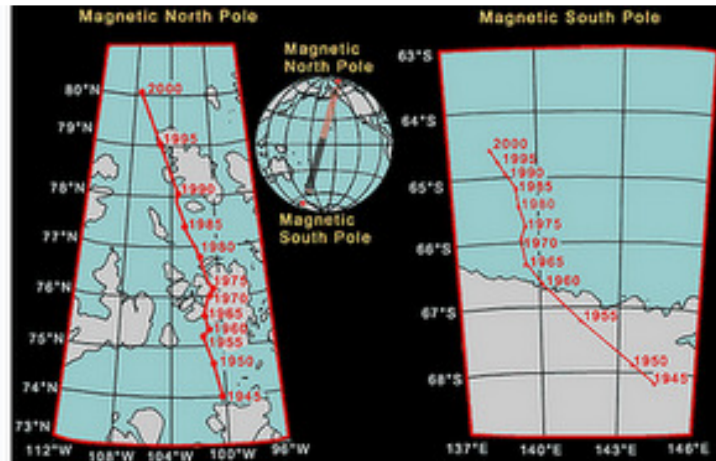 Magnetic North Pole
80°N
79°N
78°N
77°N
76°N
75°N
74°N
73°N
112°W
108°W
104°W
100°W
96°W
2000
1995
1990
1985
1980
1975
1970
1965
1960
1955
1950
1945
Magnetic
North Pole
Magnetic
South Pole
Magnetic South Pole
63°S
64°S
65°S
66°S
67°S
68°S
137°E
140°E
143°E
146°E
2000
1995
1990
1985
1980
1975
1970
1965
1960
1955
1950
1945